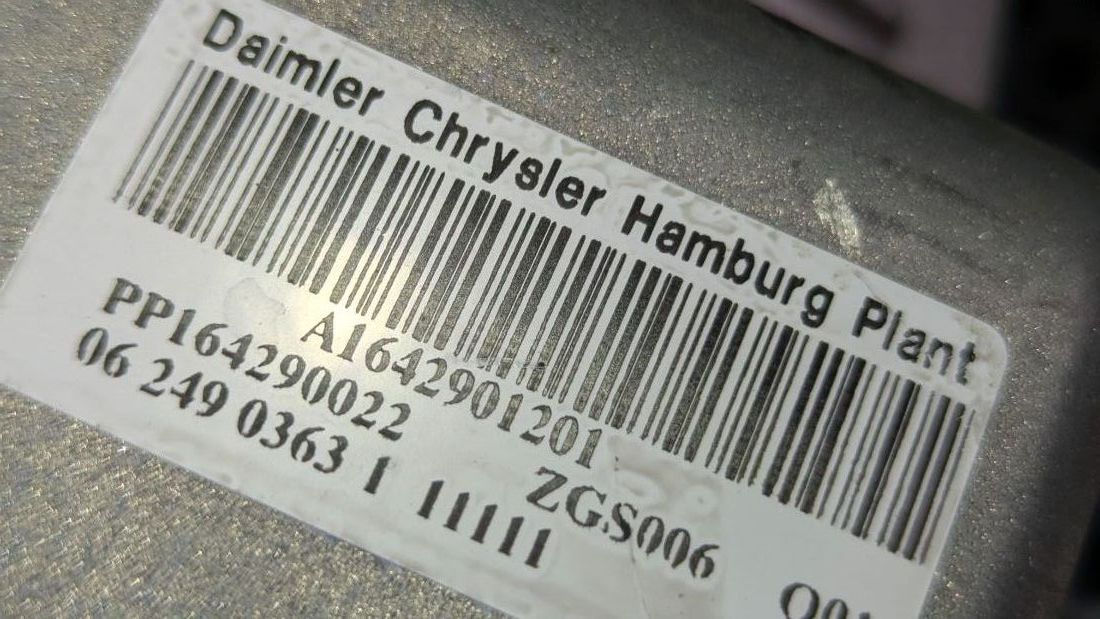 Daimler Chrysler Hamburg Plant
A1642901201 ZGS006
PP164290022
06 249 0363 1 11111